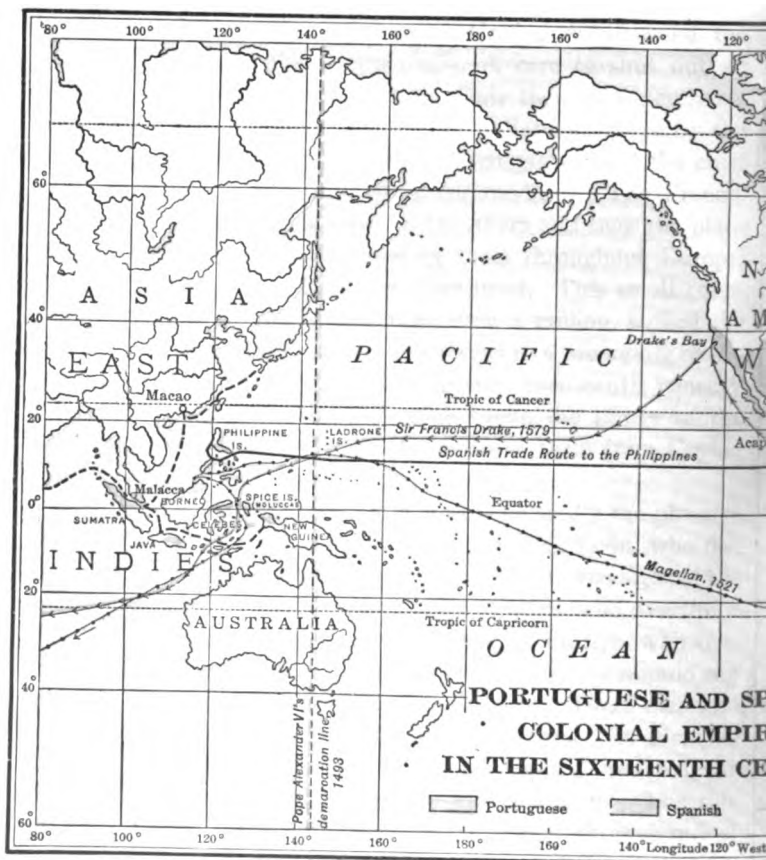 80° 100° 120° 140° 160° 180° 160° 140° 120°
60°
A S I A
N
A M
40°
Drake's Bay
EAST
PACIFIC
W
Macao
Tropic of Cancer
20°
PHILIPPINE
IS.
LADRONE
IS.
Sir Francis Drake, 1579
Acap
Spanish Trade Route to the Philippines
Malacca
BORNEO
0°
SPICE IS.
(MOLUCCAS)
Equator
SUMATRA
CELEBES
NEW
GUINEA
JAVA
INDIES
Magellan, 1521
20°
AUSTRALIA
Tropic of Capricorn
OCEAN
40°
PORTUGUESE AND SP
COLONIAL EMPIR
IN THE SIXTEENTH CE
Pope Alexander VI's
demarcation line
1493
Portuguese
Spanish
60°
80° 100° 120° 140° 160° 180° 160° 140° Longitude 120° West